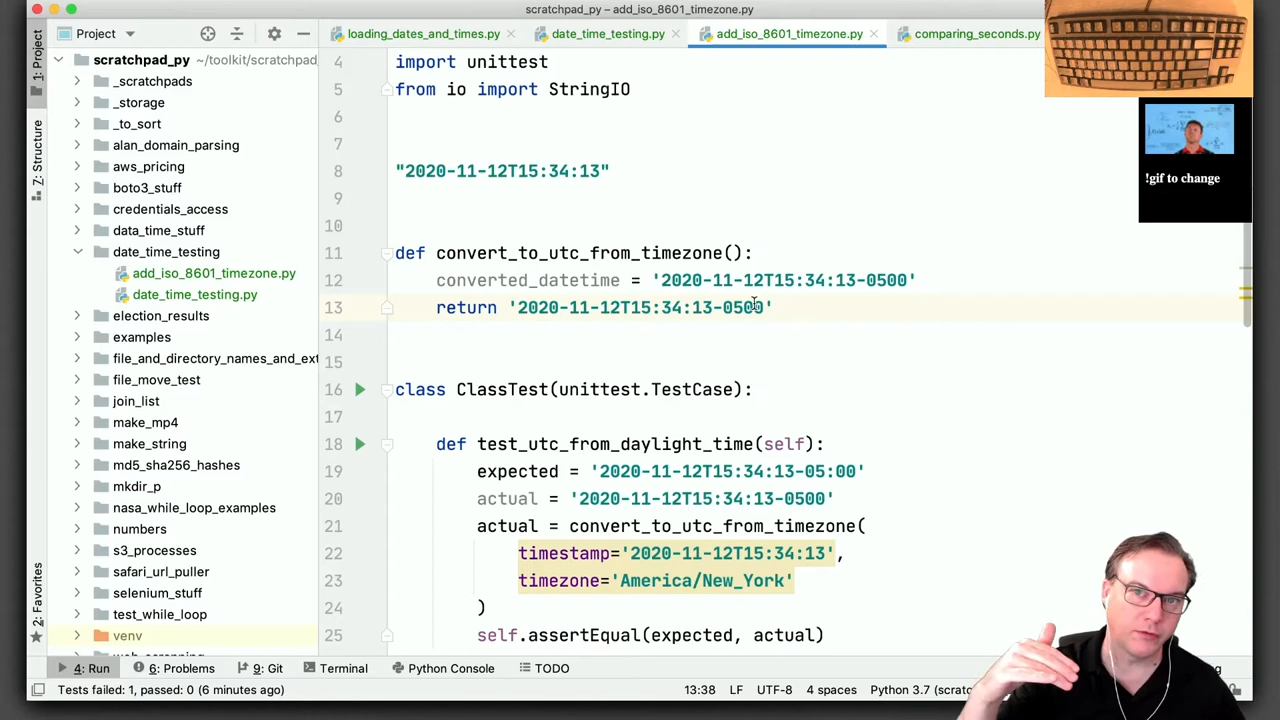 scratchpad_py – add_iso_8601_timezone.py
Project
loading_dates_and_times.py
date_time_testing.py
add_iso_8601_timezone.py
comparing_seconds.py
1: Project
Z: Structure
2: Favorites
scratchpad_py ~/toolkit/scratchpad_
_scratchpads
_storage
_to_sort
alan_domain_parsing
aws_pricing
boto3_stuff
credentials_access
data_time_stuff
date_time_testing
add_iso_8601_timezone.py
date_time_testing.py
election_results
examples
file_and_directory_names_and_ext
file_move_test
join_list
make_mp4
make_string
md5_sha256_hashes
mkdir_p
nasa_while_loop_examples
numbers
s3_processes
safari_url_puller
selenium_stuff
test_while_loop
venv
4 import unittest
5 from io import StringIO
6
7
8 "2020-11-12T15:34:13"
9
10
11 def convert_to_utc_from_timezone():
12 converted_datetime = '2020-11-12T15:34:13-0500'
13 return '2020-11-12T15:34:13-0500'
14
15
16 class ClassTest(unittest.TestCase):
17
18 def test_utc_from_daylight_time(self):
19 expected = '2020-11-12T15:34:13-05:00'
20 actual = '2020-11-12T15:34:13-0500'
21 actual = convert_to_utc_from_timezone(
22 timestamp='2020-11-12T15:34:13',
23 timezone='America/New_York'
24 )
25 self.assertEqual(expected, actual)
!gif to change
4: Run
6: Problems
9: Git
Terminal
Python Console
TODO
Tests failed: 1, passed: 0 (6 minutes ago)
13:38 LF UTF-8 4 spaces Python 3.7 (scratc